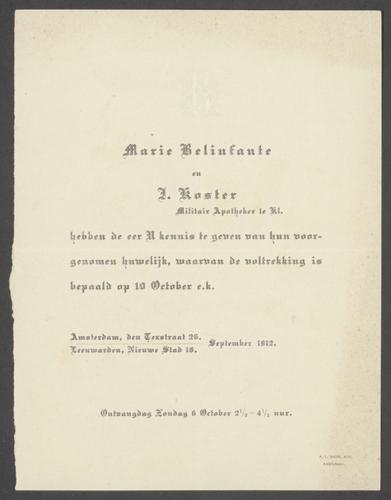 Marie Belinfante
en
I. Koster
Militair Apotheker 1e Kl.
hebben de eer U kennis te geven van hun voor-
genomen huwelijk, waarvan de voltrekking is
bepaald op 10 October e.k.
Amsterdam, den Texstraat 26.
Leeuwarden, Nieuwe Stad 18.
September 1912.
Ontvangdag Zondag 6 October 2½–4½ uur.